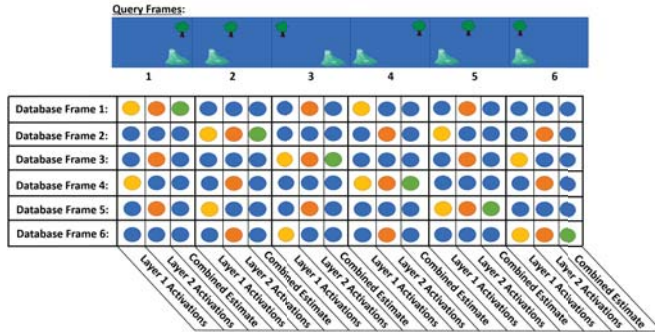 Query Frames:
1 2 3 4 5 6
Database Frame 1:
Database Frame 2:
Database Frame 3:
Database Frame 4:
Database Frame 5:
Database Frame 6:
Layer 1 Activations
Layer 2 Activations
Combined Estimate
Layer 1 Activations
Layer 2 Activations
Combined Estimate
Layer 1 Activations
Layer 2 Activations
Combined Estimate
Layer 1 Activations
Layer 2 Activations
Combined Estimate
Layer 1 Activations
Layer 2 Activations
Combined Estimate
Layer 1 Activations
Layer 2 Activations
Combined Estimate